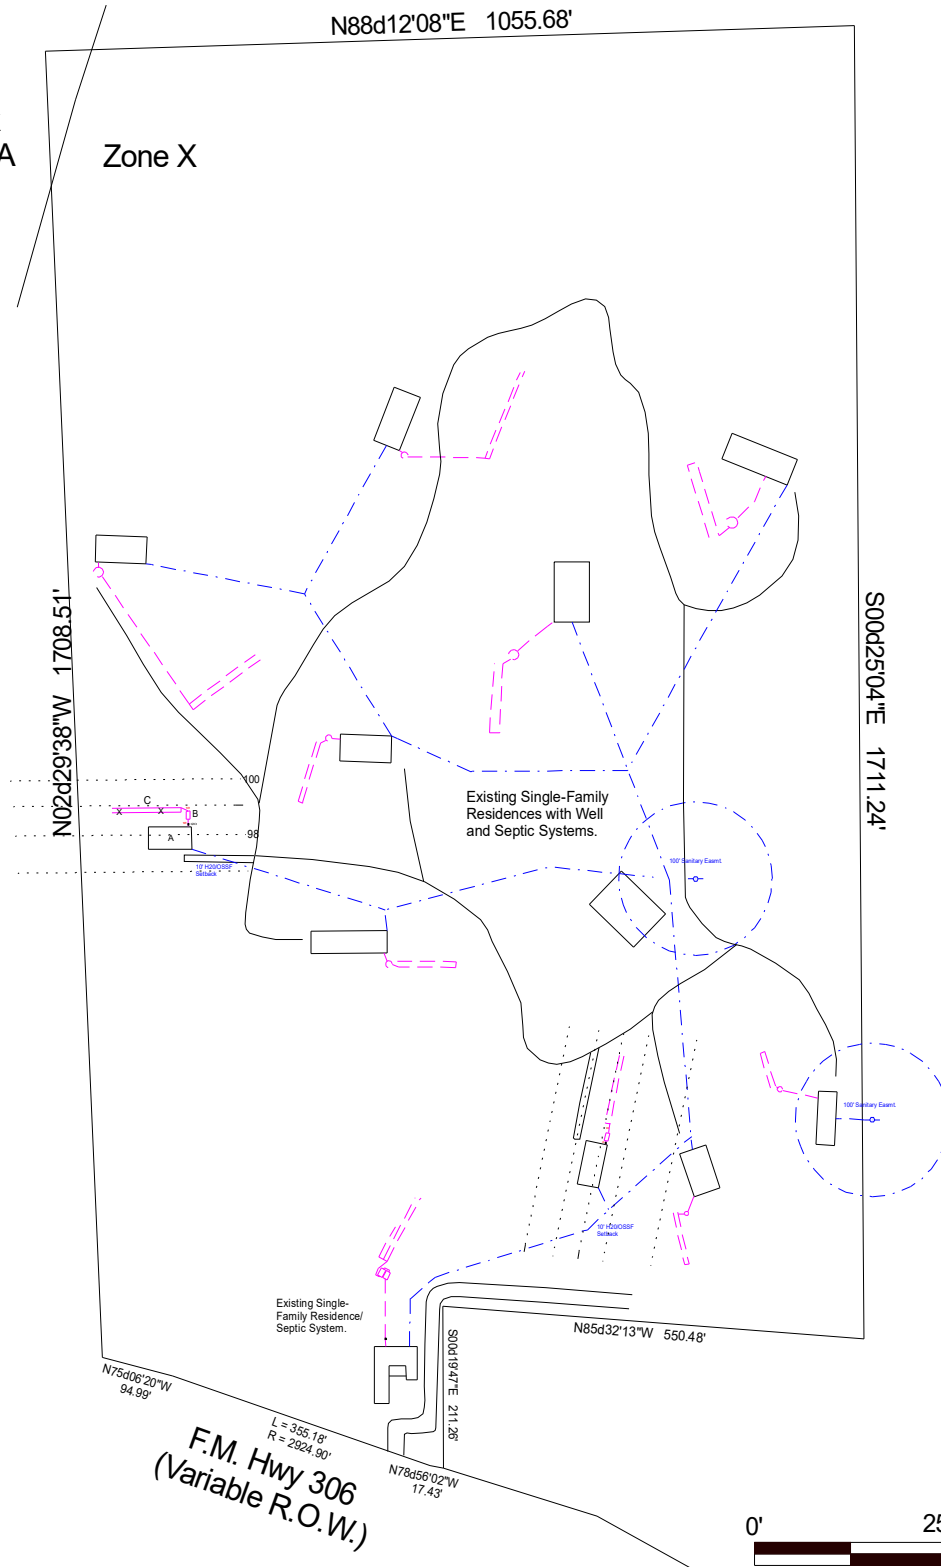 N88d12'08"E 1055.68'
A
Zone X
N02d29'38"W 1708.51'
S00d25'04"E 1711.24'
100
C
X
X
B
A
98
10' H20/OSSF
Setback
Existing Single-Family
Residences with Well
and Septic Systems.
100' Sanitary Easmt.
100' Sanitary Easmt.
10' H20/OSSF
Setback
Existing Single-
Family Residence/
Septic System.
N85d32'13"W 550.48'
S00d19'47"E 211.26'
N75d06'20"W
94.99'
L = 355.18'
R = 2924.90'
N78d56'02"W
17.43'
F.M. Hwy 306
(Variable R.O.W.)
0'
25